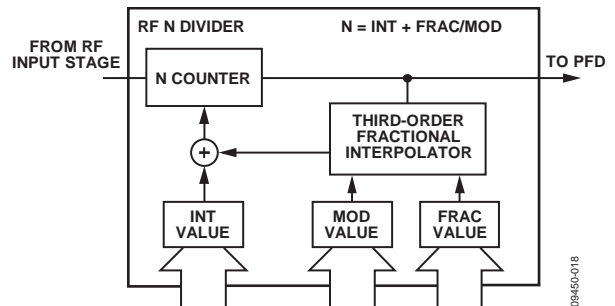 RF N DIVIDER
N = INT + FRAC/MOD
FROM RF
INPUT STAGE
TO PFD
N COUNTER
THIRD-ORDER
FRACTIONAL
INTERPOLATOR
+
INT
VALUE
MOD
VALUE
FRAC
VALUE
09450-018